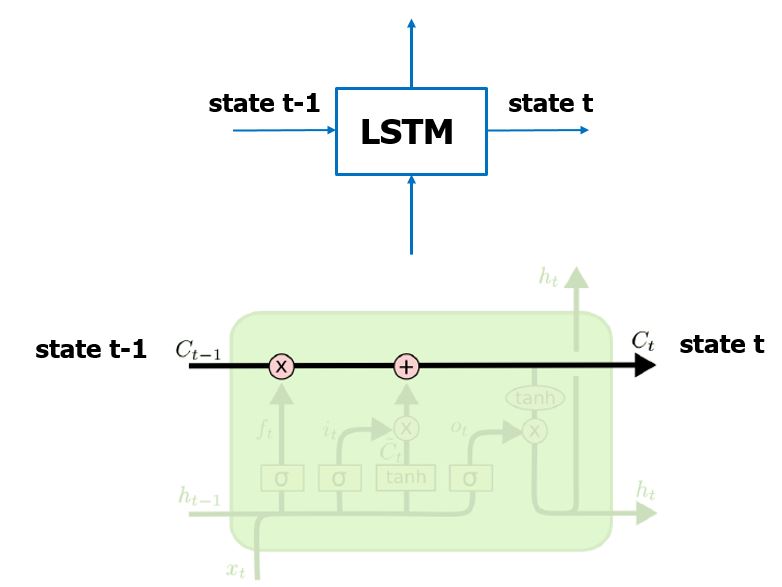 state t-1
state t
LSTM
h_t
state t-1
C_{t-1}
C_t
state t
x
+
tanh
f_t
i_t
x
o_t
x
C̃_t
σ
σ
tanh
σ
h_{t-1}
h_t
x_t